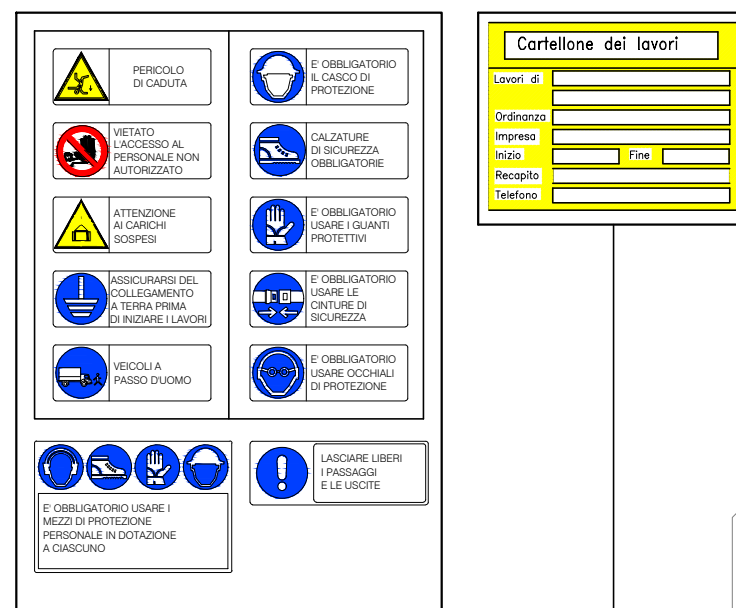 PERICOLO
DI CADUTA
VIETATO
L'ACCESSO AL
PERSONALE NON
AUTORIZZATO
ATTENZIONE
AI CARICHI
SOSPESI
ASSICURARSI DEL
COLLEGAMENTO
A TERRA PRIMA
DI INIZIARE I LAVORI
VEICOLI A
PASSO D'UOMO
E' OBBLIGATORIO
IL CASCO DI
PROTEZIONE
CALZATURE
DI SICUREZZA
OBBLIGATORIE
E' OBBLIGATORIO
USARE I GUANTI
PROTETTIVI
E' OBBLIGATORIO
USARE LE
CINTURE DI
SICUREZZA
E' OBBLIGATORIO
USARE OCCHIALI
DI PROTEZIONE
E' OBBLIGATORIO USARE I
MEZZI DI PROTEZIONE
PERSONALE IN DOTAZIONE
A CIASCUNO
LASCIARE LIBERI
I PASSAGGI
E LE USCITE
Cartellone dei lavori
Lavori di
Ordinanza
Impresa
Inizio Fine
Recapito
Telefono